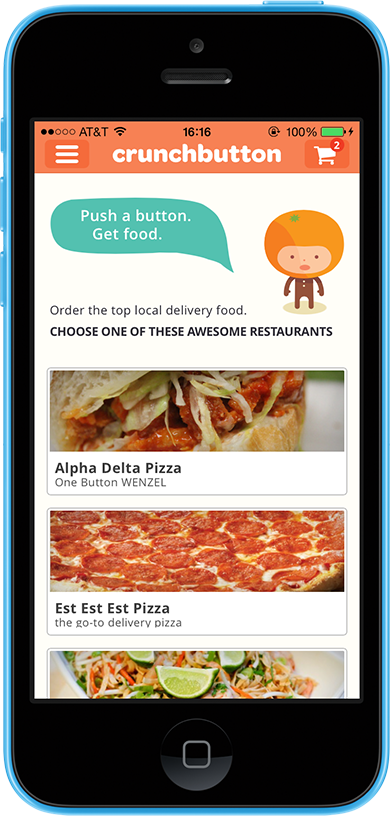 AT&T 16:16 100%
crunchbutton 2
Push a button.
Get food.
Order the top local delivery food.
CHOOSE ONE OF THESE AWESOME RESTAURANTS
Alpha Delta Pizza
One Button WENZEL
Est Est Est Pizza
the go-to delivery pizza